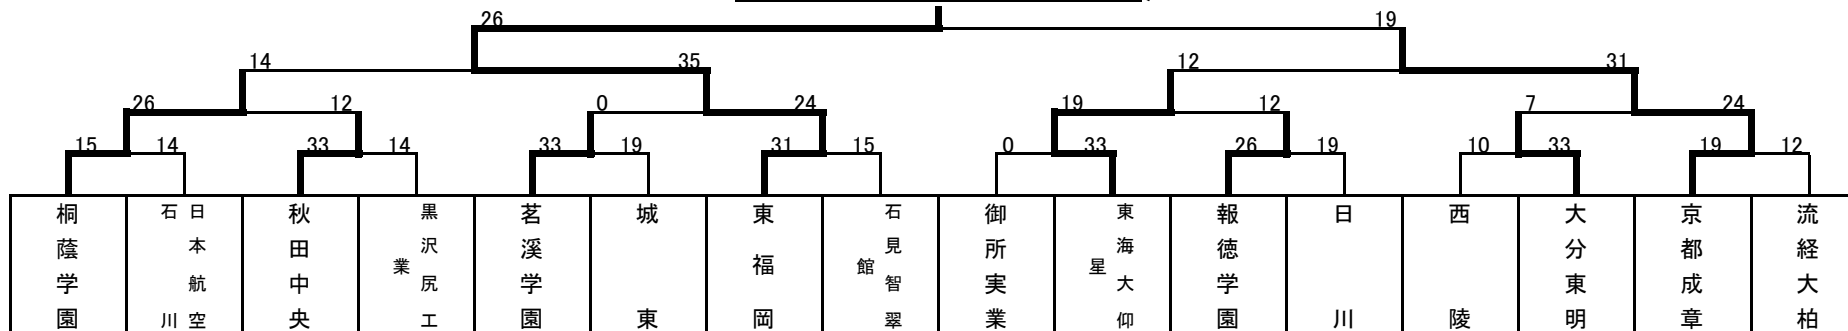 26 19
14 35 12 31
26 12 0 24 19 12 7 24
15 14 33 14 33 19 31 15 0 33 26 19 10 33 19 12
桐蔭学園
日本航空石川
秋田中央
黒沢尻工業
茗溪学園
城東
東福岡
石見智翠館
御所実業
東海大仰星
報徳学園
日川
西陵
大分東明
京都成章
流経大柏